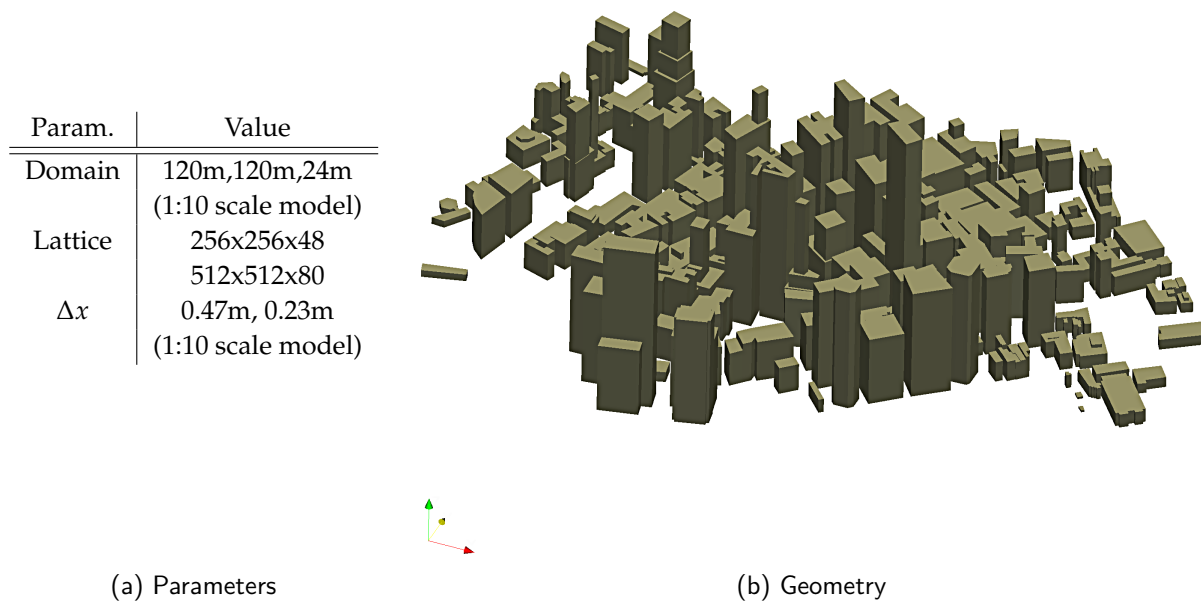 Param. Value
Domain 120m,120m,24m
(1:10 scale model)
Lattice 256x256x48
512x512x80
Δx 0.47m, 0.23m
(1:10 scale model)
(a) Parameters
(b) Geometry